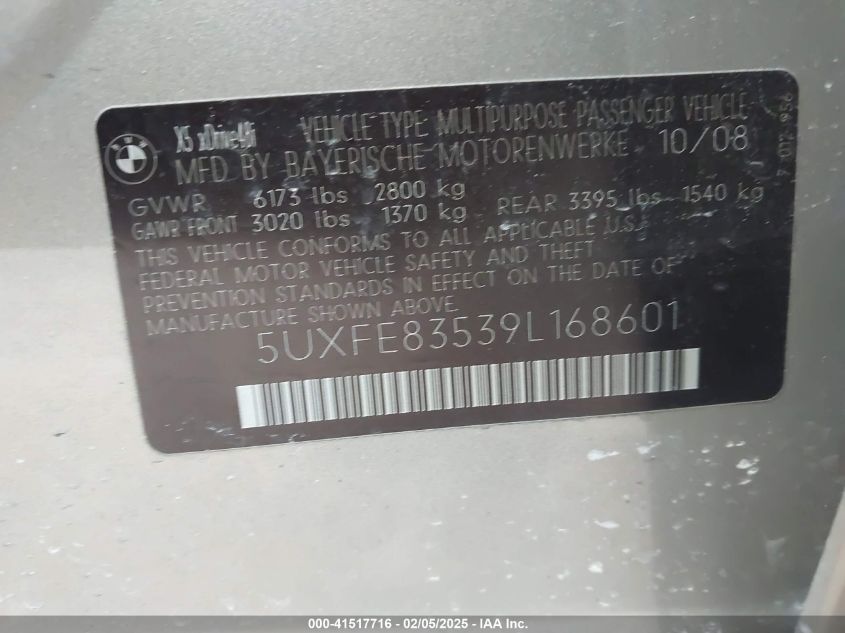 BMW
X5 xDrive48i VEHICLE TYPE MULTIPURPOSE PASSENGER VEHICLE
MFD BY BAYERISCHE MOTORENWERKE 10/08
GVWR 6173 lbs 2800 kg
GAWR FRONT 3020 lbs 1370 kg REAR 3395 lbs 1540 kg
THIS VEHICLE CONFORMS TO ALL APPLICABLE U.S.
FEDERAL MOTOR VEHICLE SAFETY AND THEFT
PREVENTION STANDARDS IN EFFECT ON THE DATE OF
MANUFACTURE SHOWN ABOVE.
5UXFE83539L168601
000-41517716 - 02/05/2025 - IAA Inc.